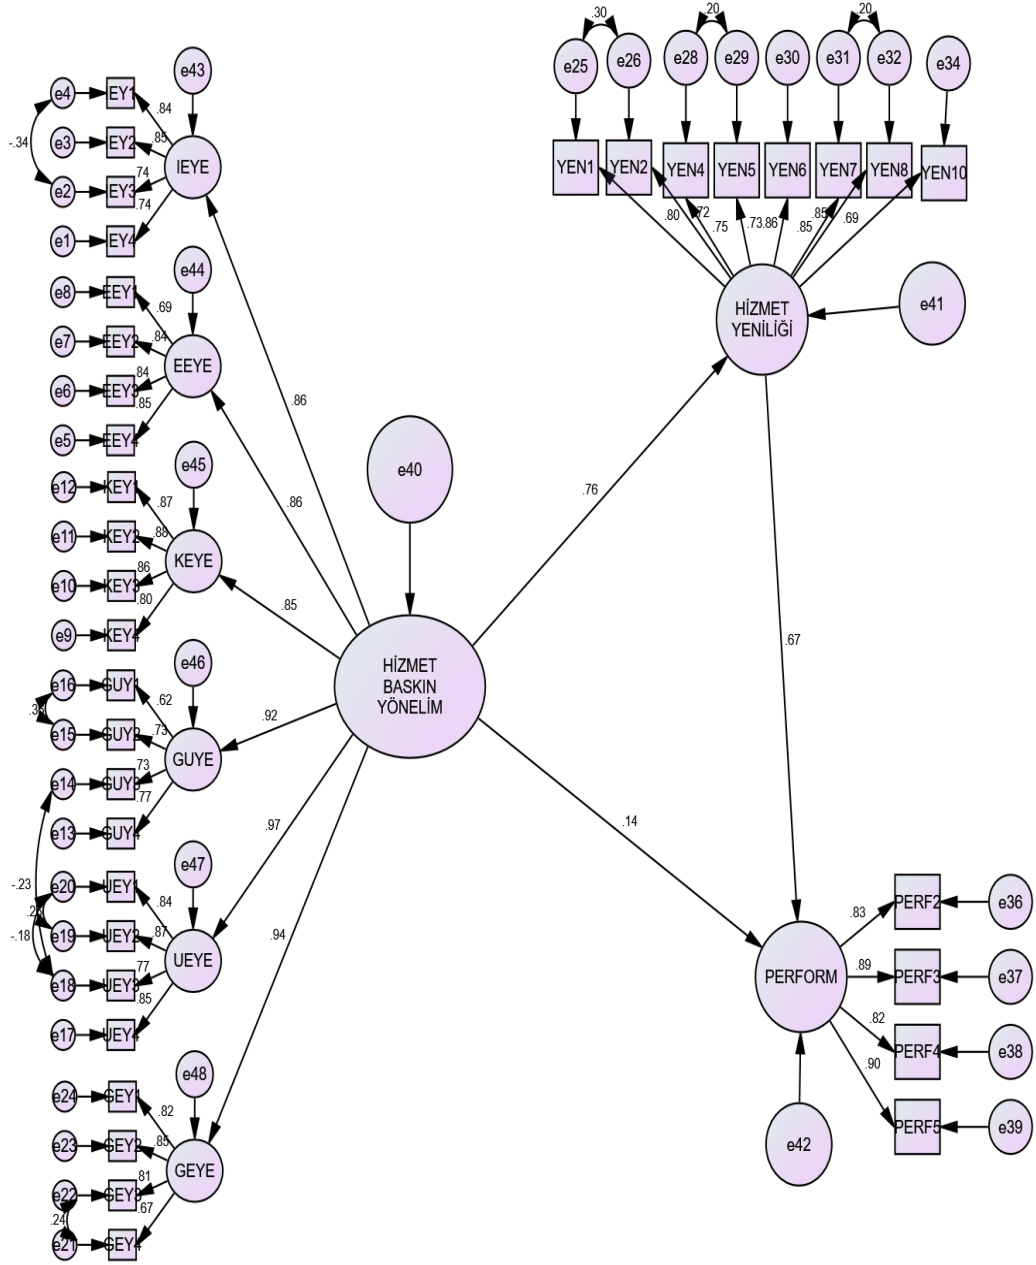 .30
.20
.20
e25
e26
e28
e29
e30
e31
e32
e34
YEN1
YEN2
YEN4
YEN5
YEN6
YEN7
YEN8
YEN10
.80
.72
.75
.73
.86
.85
.85
.69
HİZMET
YENİLİĞİ
e41
e43
e4
EY1
.84
-.34
e3
EY2
.85
IEYE
e2
EY3
.74
.74
e1
EY4
e44
e8
EEY1
.69
e7
EEY2
.84
EEYE
e6
EEY3
.84
.85
e5
EEY4
.86
.86
e40
.76
e45
e12
KEY1
.87
e11
KEY2
.88
KEYE
e10
KEY3
.86
.80
e9
KEY4
.85
.67
HİZMET
BASKIN
YÖNELİM
e46
e16
GUY1
.62
e15
GUY2
.73
GUYE
e14
GUY3
.73
.77
e13
GUY4
.92
.97
.14
.94
e47
-.23
e20
UEY1
.84
-.18
e19
UEY2
.87
UEYE
e18
UEY3
.77
.85
e17
UEY4
PERFORM
.83
PERF2
e36
.89
PERF3
e37
.82
PERF4
e38
.90
PERF5
e39
e42
e48
e24
GEY1
.82
e23
GEY2
.85
GEYE
e22
GEY3
.81
.67
.24
e21
GEY4